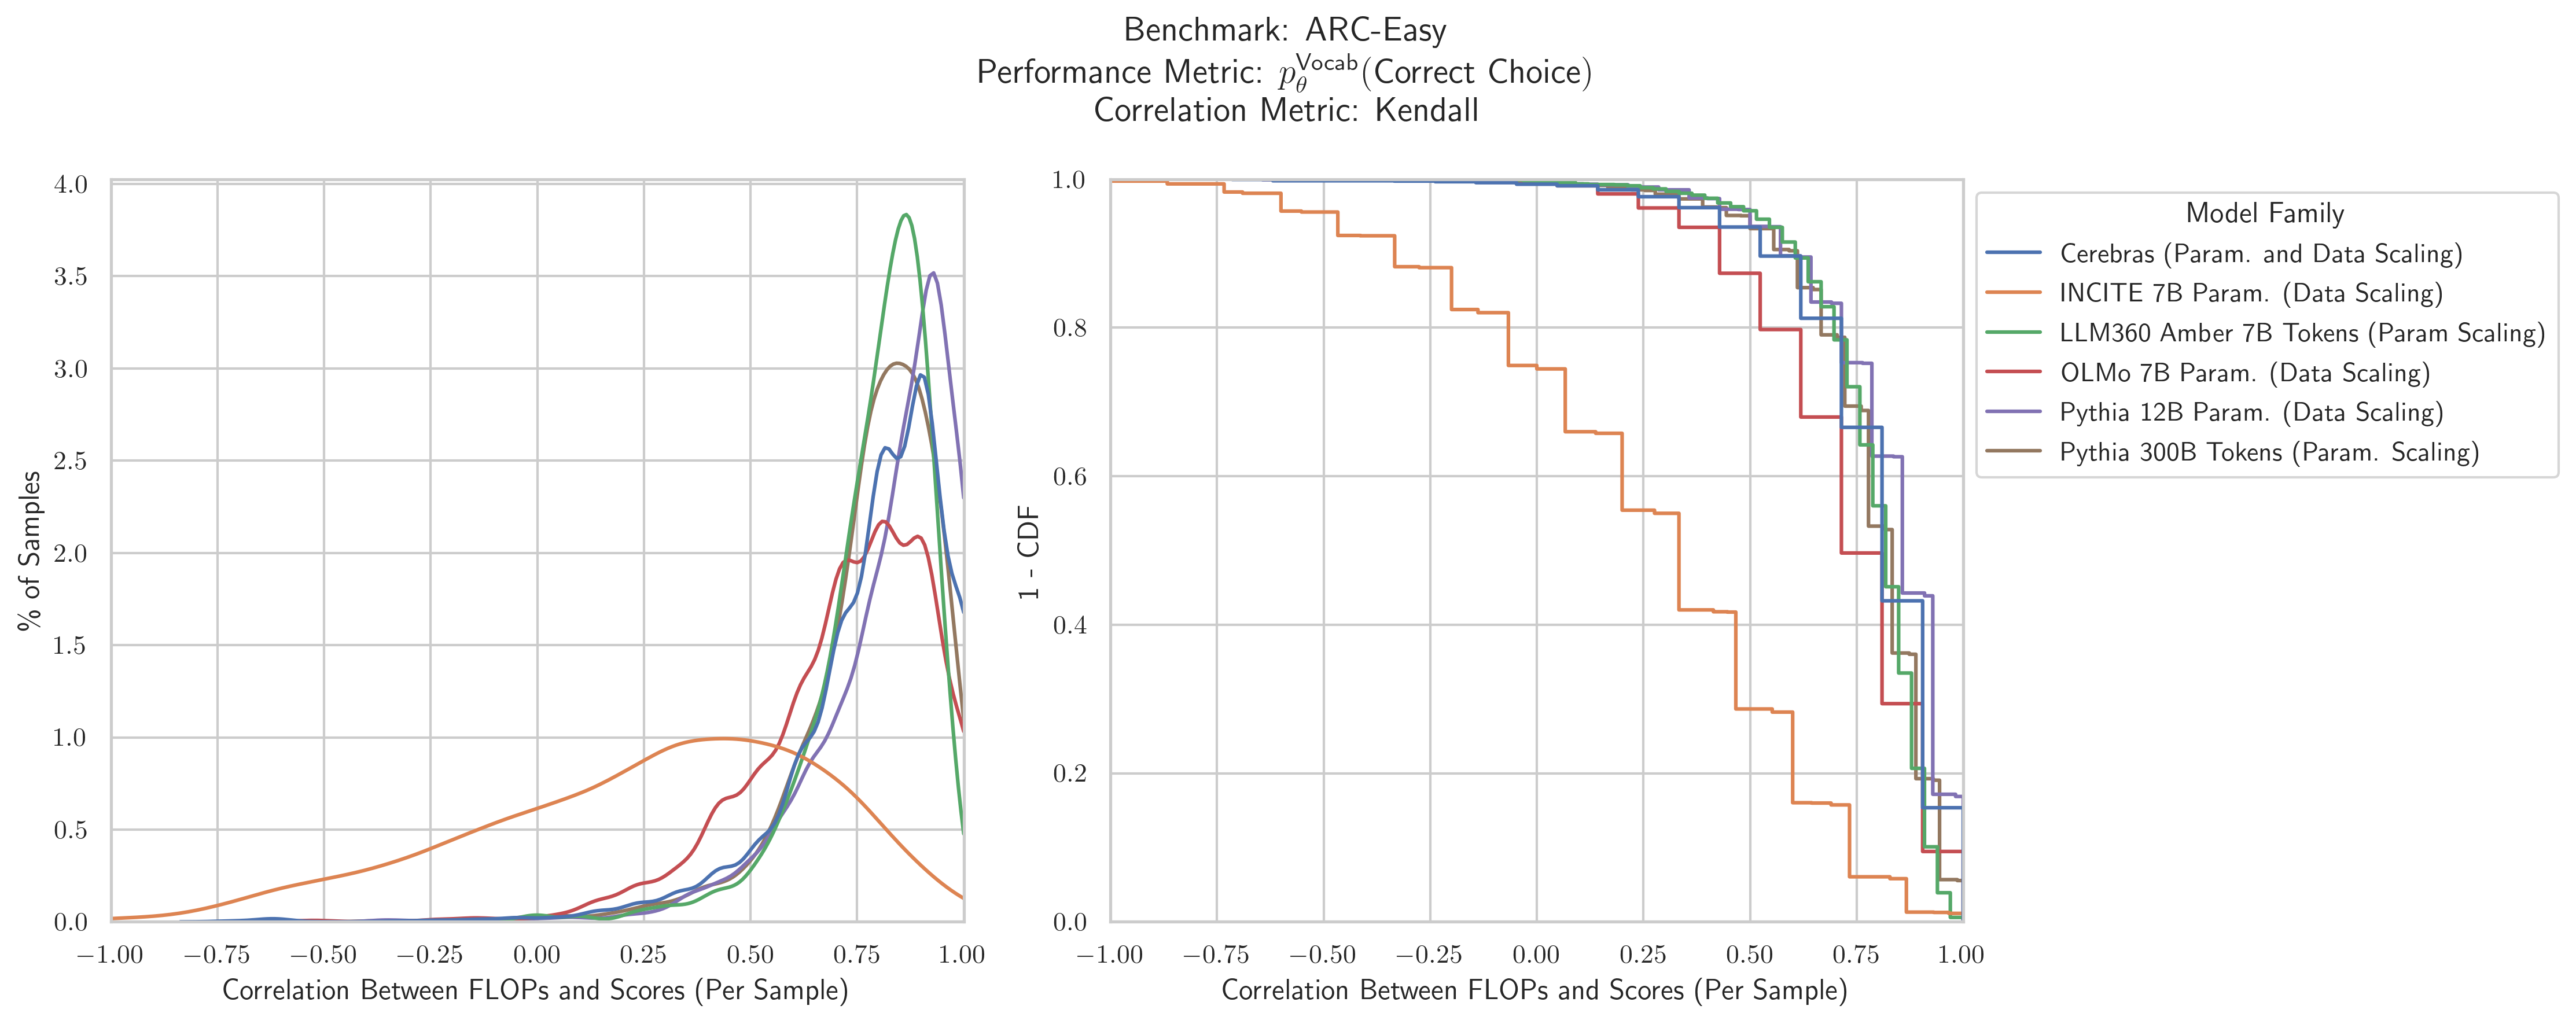 Benchmark: ARC-Easy
Performance Metric: $p_\theta^{\text{Vocab}}$(Correct Choice)
Correlation Metric: Kendall
% of Samples
4.0
3.5
3.0
2.5
2.0
1.5
1.0
0.5
0.0
−1.00 −0.75 −0.50 −0.25 0.00 0.25 0.50 0.75 1.00
Correlation Between FLOPs and Scores (Per Sample)
1 - CDF
1.0
0.8
0.6
0.4
0.2
0.0
−1.00 −0.75 −0.50 −0.25 0.00 0.25 0.50 0.75 1.00
Correlation Between FLOPs and Scores (Per Sample)
Model Family
Cerebras (Param. and Data Scaling)
INCITE 7B Param. (Data Scaling)
LLM360 Amber 7B Tokens (Param Scaling)
OLMo 7B Param. (Data Scaling)
Pythia 12B Param. (Data Scaling)
Pythia 300B Tokens (Param. Scaling)